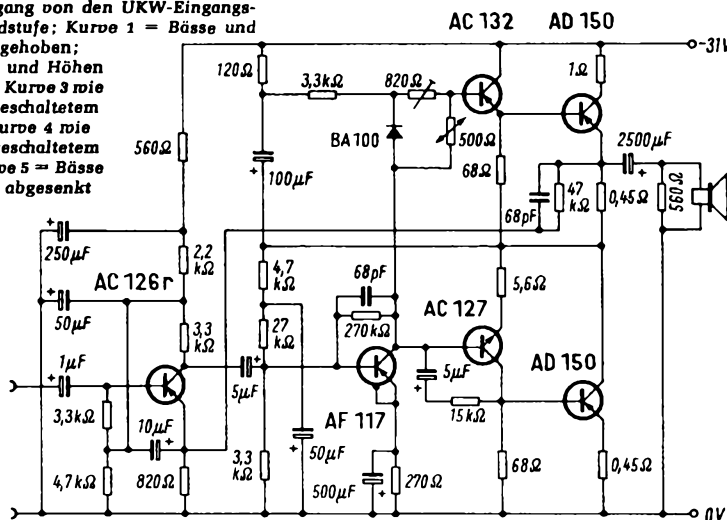 gang von den UKW-Eingangs-
dstufe; Kurve 1 = Bässe und
gehoben;
und Höhen
Kurve 3 wie
eschaltetem
urve 4 wie
eschaltetem
ve 5 = Bässe
abgesenkt
AC 132
AD 150
-31V
120Ω
3,3kΩ
820Ω
1Ω
BA 100
500Ω
560Ω
2500µF
68Ω
100µF
68pF
47
kΩ
0,45Ω
560Ω
250µF
2,2
kΩ
AC 126r
4,7
kΩ
68pF
AC 127
5,6Ω
50µF
3,3
kΩ
27
kΩ
270kΩ
AD 150
1µF
5µF
5µF
AF 117
15kΩ
3,3kΩ
10µF
3,3
kΩ
50µF
4,7kΩ
820Ω
500µF
270Ω
68Ω
0,45Ω
0V
+
+
+
+
+
+
+
+
+
+